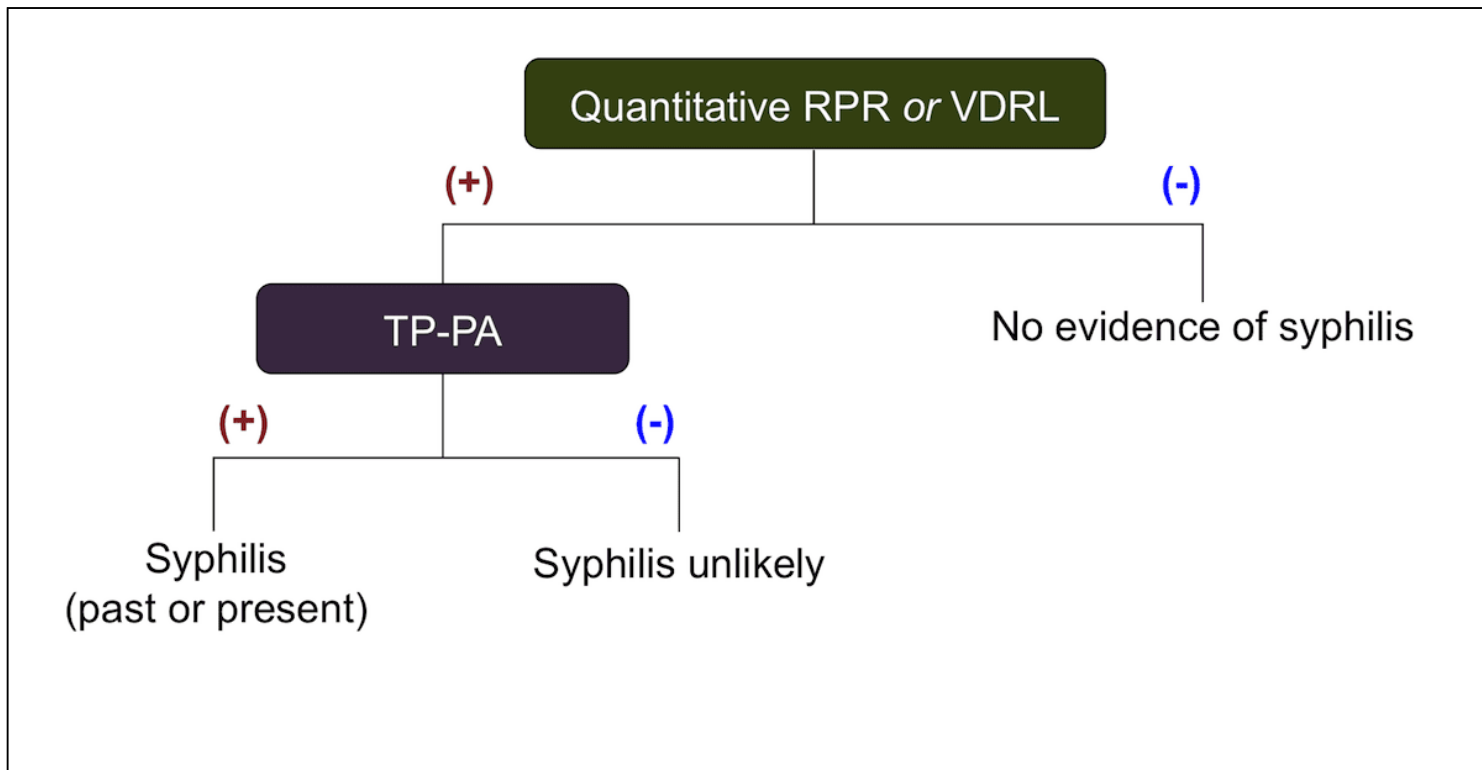 Quantitative RPR or VDRL
(+)
(-)
TP-PA
No evidence of syphilis
(+)
(-)
Syphilis
(past or present)
Syphilis unlikely